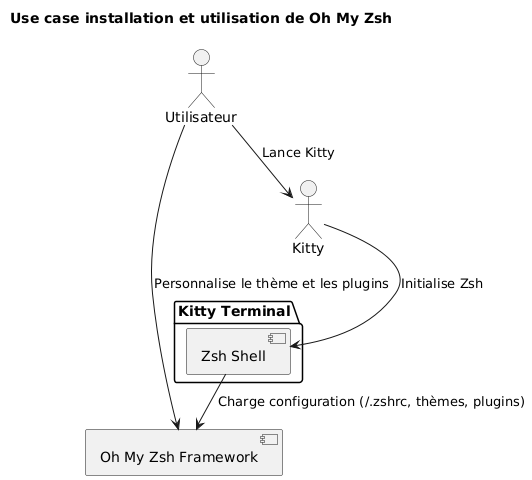 Use case installation et utilisation de Oh My Zsh
Utilisateur
Lance Kitty
Kitty
Personnalise le thème et les plugins
Initialise Zsh
Kitty Terminal
Zsh Shell
Charge configuration (/.zshrc, thèmes, plugins)
Oh My Zsh Framework